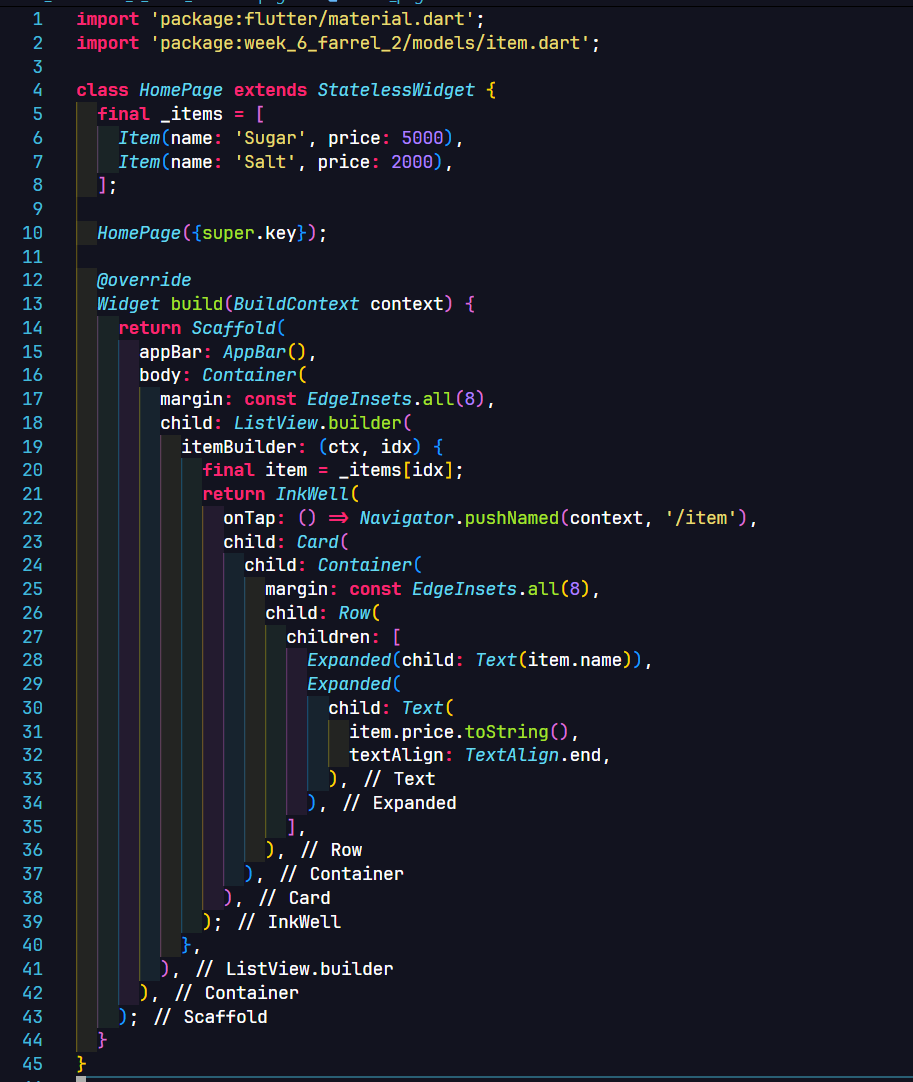 1 import 'package:flutter/material.dart';
2 import 'package:week_6_farrel_2/models/item.dart';
3
4 class HomePage extends StatelessWidget {
5   final _items = [
6     Item(name: 'Sugar', price: 5000),
7     Item(name: 'Salt', price: 2000),
8   ];
9
10   HomePage({super.key});
11
12   @override
13   Widget build(BuildContext context) {
14     return Scaffold(
15       appBar: AppBar(),
16       body: Container(
17         margin: const EdgeInsets.all(8),
18         child: ListView.builder(
19           itemBuilder: (ctx, idx) {
20             final item = _items[idx];
21             return InkWell(
22               onTap: () => Navigator.pushNamed(context, '/item'),
23               child: Card(
24                 child: Container(
25                   margin: const EdgeInsets.all(8),
26                   child: Row(
27                     children: [
28                       Expanded(child: Text(item.name)),
29                       Expanded(
30                         child: Text(
31                           item.price.toString(),
32                           textAlign: TextAlign.end,
33                         ), // Text
34                       ), // Expanded
35                     ],
36                   ), // Row
37                 ), // Container
38               ), // Card
39             ); // InkWell
40           },
41         ), // ListView.builder
42       ), // Container
43     ); // Scaffold
44   }
45 }